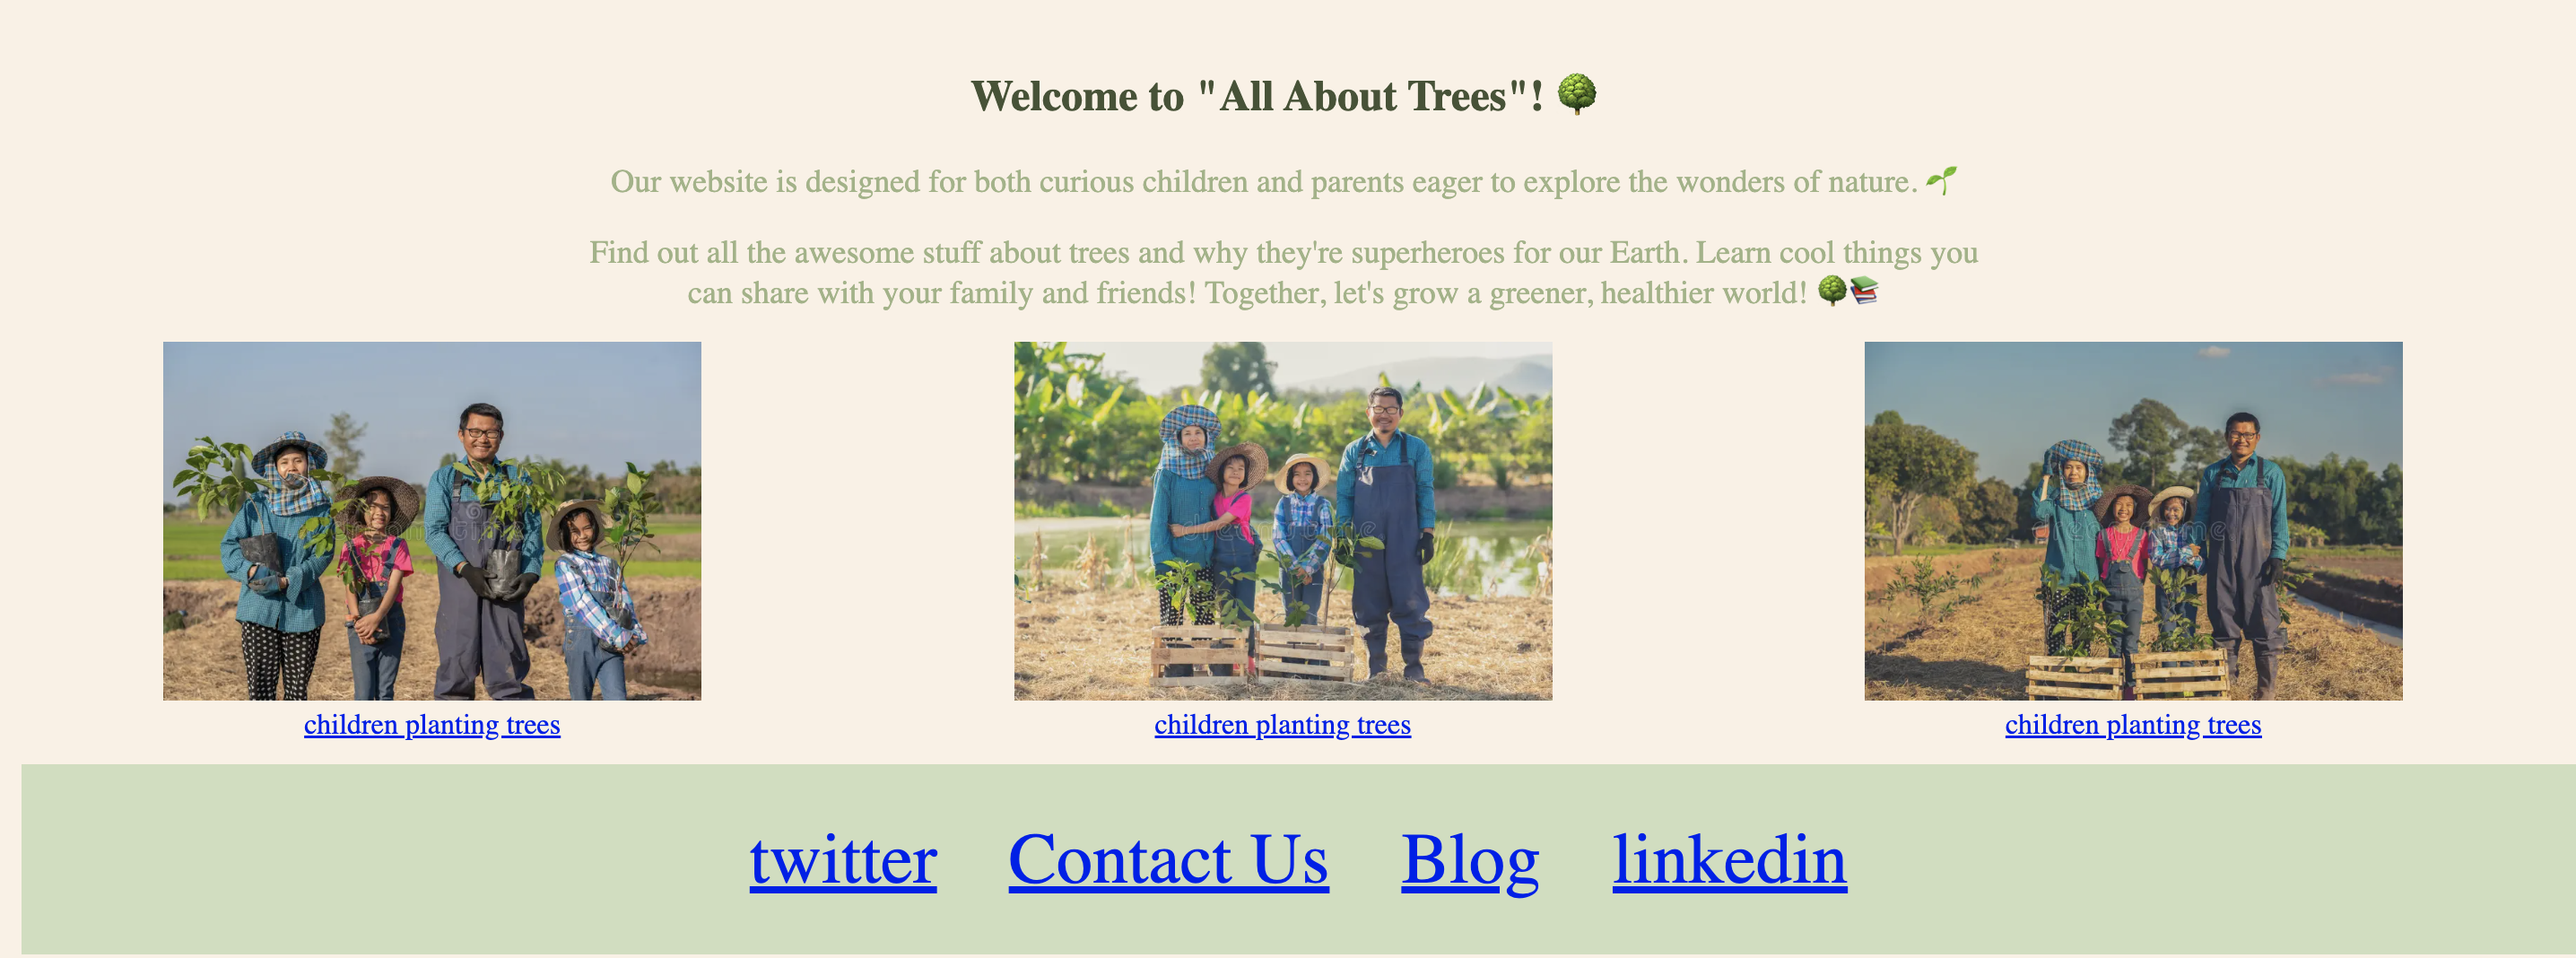 Welcome to "All About Trees"! 🌳
Our website is designed for both curious children and parents eager to explore the wonders of nature. 🌱
Find out all the awesome stuff about trees and why they're superheroes for our Earth. Learn cool things you
can share with your family and friends! Together, let's grow a greener, healthier world! 🌳📚
dreamstime
dreamstime
dreamstime
children planting trees
children planting trees
children planting trees
twitter Contact Us Blog linkedin